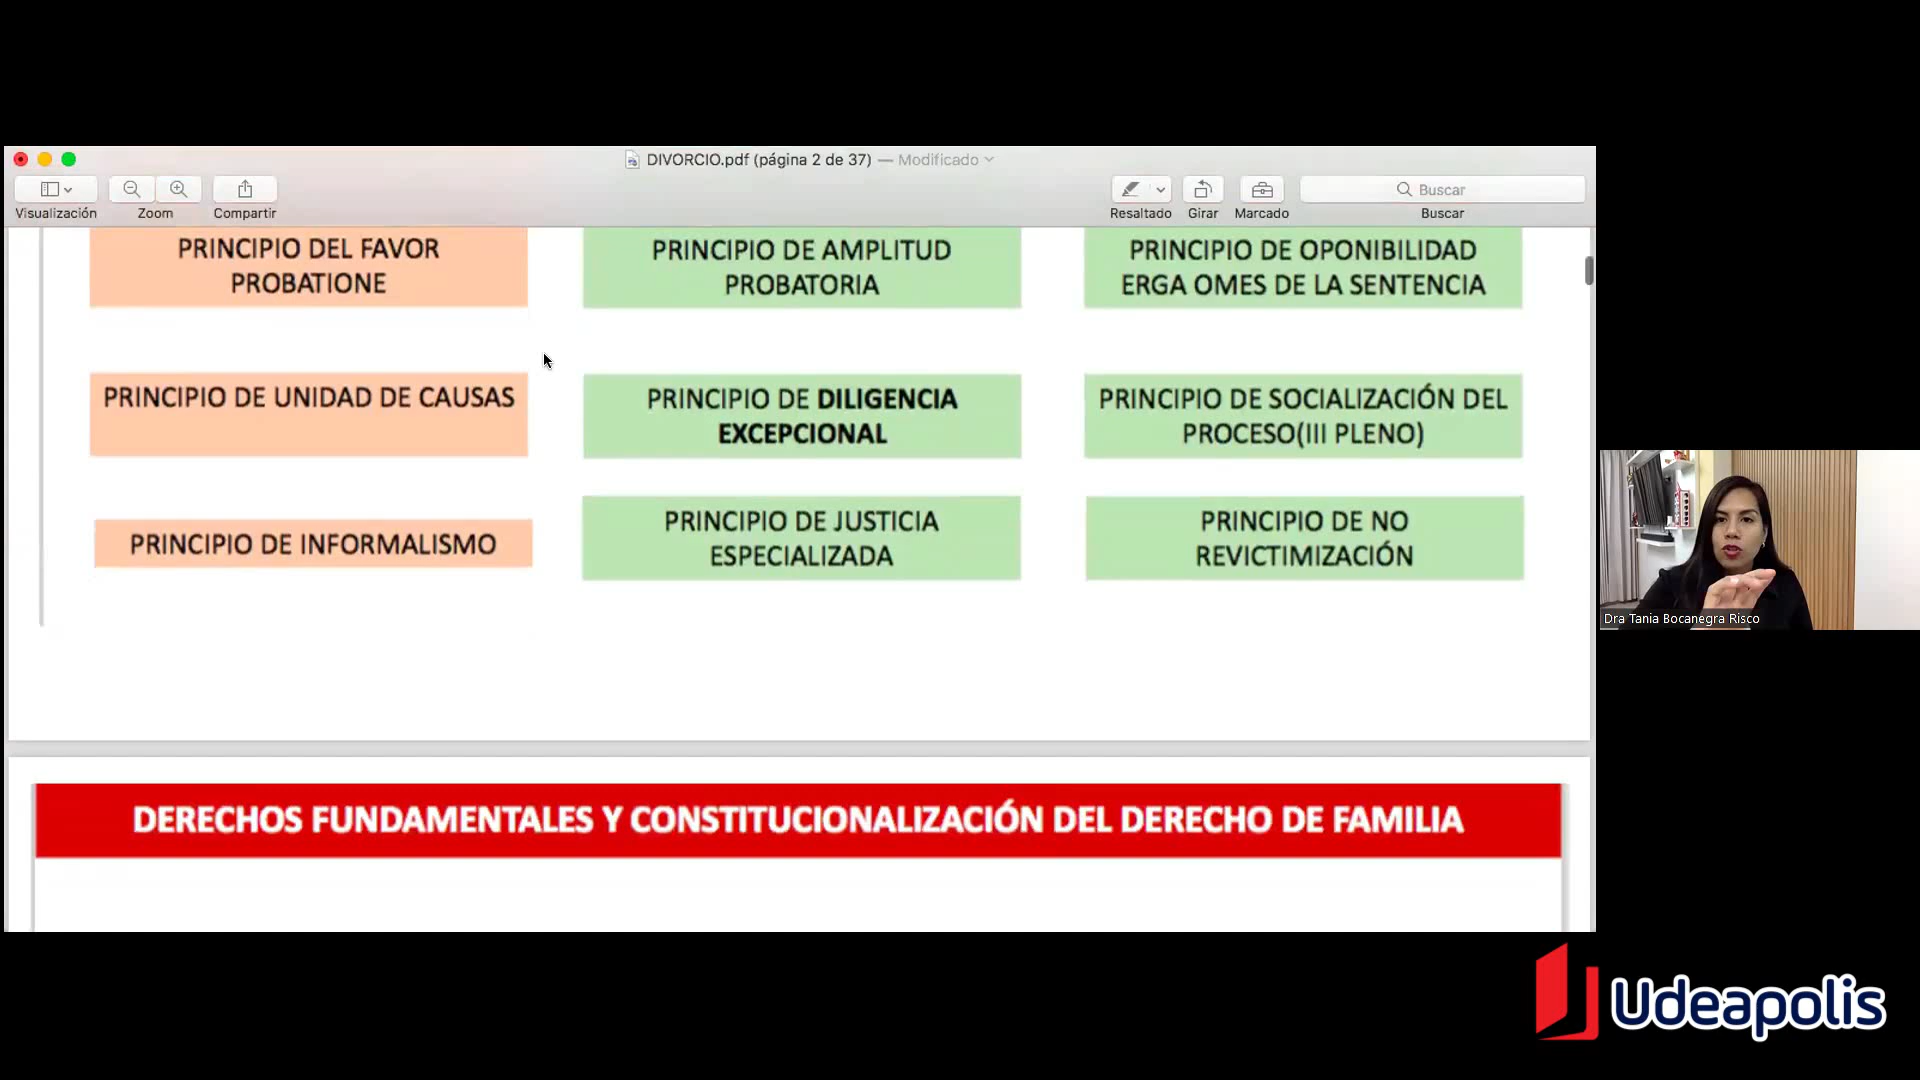 DIVORCIO.pdf (página 2 de 37) — Modificado
Visualización
Zoom
Compartir
Resaltado
Girar
Marcado
Buscar
Buscar
PRINCIPIO DEL FAVOR
PROBATIONE
PRINCIPIO DE AMPLITUD
PROBATORIA
PRINCIPIO DE OPONIBILIDAD
ERGA OMES DE LA SENTENCIA
PRINCIPIO DE UNIDAD DE CAUSAS
PRINCIPIO DE DILIGENCIA
EXCEPCIONAL
PRINCIPIO DE SOCIALIZACIÓN DEL
PROCESO(III PLENO)
PRINCIPIO DE INFORMALISMO
PRINCIPIO DE JUSTICIA
ESPECIALIZADA
PRINCIPIO DE NO
REVICTIMIZACIÓN
DERECHOS FUNDAMENTALES Y CONSTITUCIONALIZACIÓN DEL DERECHO DE FAMILIA
Dra Tania Bocanegra Risco
Udeapolis